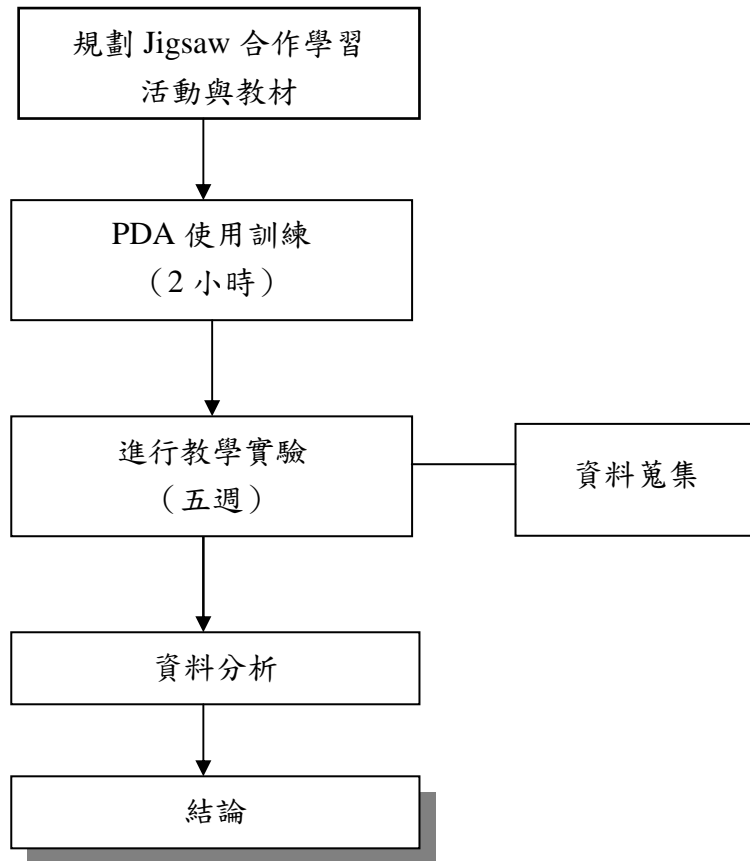 規劃 Jigsaw 合作學習
活動與教材
PDA 使用訓練
（2 小時）
進行教學實驗
（五週）
資料蒐集
資料分析
結論